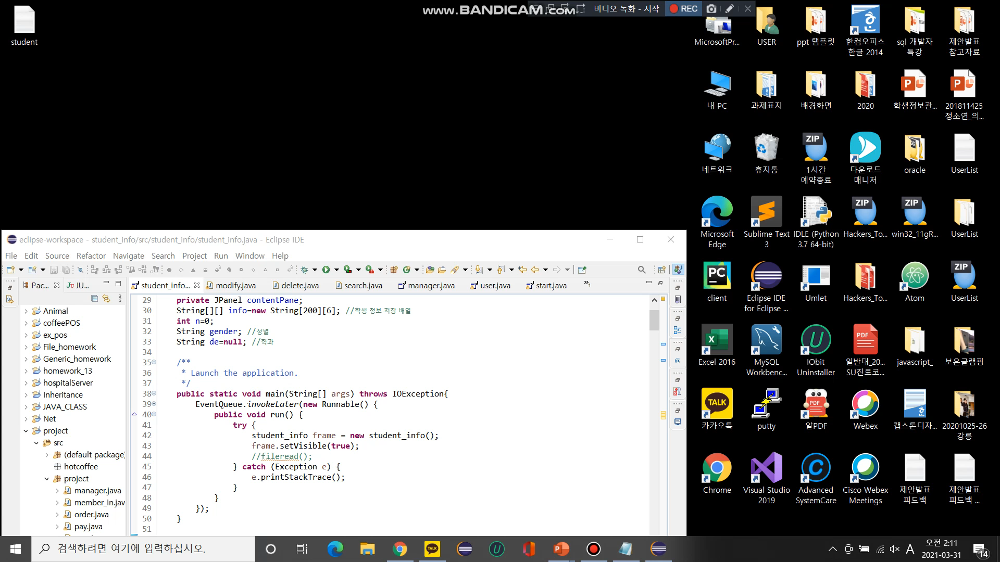 www.BANDICAM.com
비디오 녹화 - 시작
REC
student
MicrosoftPr...
USER
ppt 탬플릿
한컴오피스
한글 2014
sql 개발자
특강
제안발표
참고자료
내 PC
과제표지
배경화면
2020
학생정보관...
201811425
정소연_의...
네트워크
휴지통
1시간
예약종료
다운로드
매니저
oracle
UserList
Microsoft
Edge
Sublime Text
3
IDLE (Python
3.7 64-bit)
Hackers_To...
win32_11gR...
UserList
client
Eclipse IDE
for Eclipse ...
Umlet
Hackers_To...
Atom
UserList
Excel 2016
MySQL
Workbenc...
IObit
Uninstaller
일반대_20...
SU진로코...
javascript_
보은글램핑
카카오톡
putty
알PDF
Webex
캡스톤디자...
20201025-26
강릉
Chrome
Visual Studio
2019
Advanced
SystemCare
Cisco Webex
Meetings
제안발표
피드백
제안발표
피드백 ...
eclipse-workspace - student_info/src/student_info/student_info.java - Eclipse IDE
File Edit Source Refactor Navigate Search Project Run Window Help
Pac... JU... student_info... modify.java delete.java search.java manager.java user.java start.java »1
Animal
coffeePOS
ex_pos
File_homework
Generic_homework
homework_13
hospitalServer
Inheritance
JAVA_CLASS
Net
project
src
(default package)
hotcoffee
project
manager.java
member_in.jav
order.java
pay.java
29 private JPanel contentPane;
30 String[][] info=new String[200][6]; //학생 정보 저장 배열
31 int n=0;
32 String gender; //성별
33 String de=null; //학과
34
35 /**
36 * Launch the application.
37 */
38 public static void main(String[] args) throws IOException{
39 EventQueue.invokeLater(new Runnable() {
40 public void run() {
41 try {
42 student_info frame = new student_info();
43 frame.setVisible(true);
44 //fileread();
45 } catch (Exception e) {
46 e.printStackTrace();
47 }
48 }
49 });
50 }
51
검색하려면 여기에 입력하십시오.
A
오전 2:11
2021-03-31
14